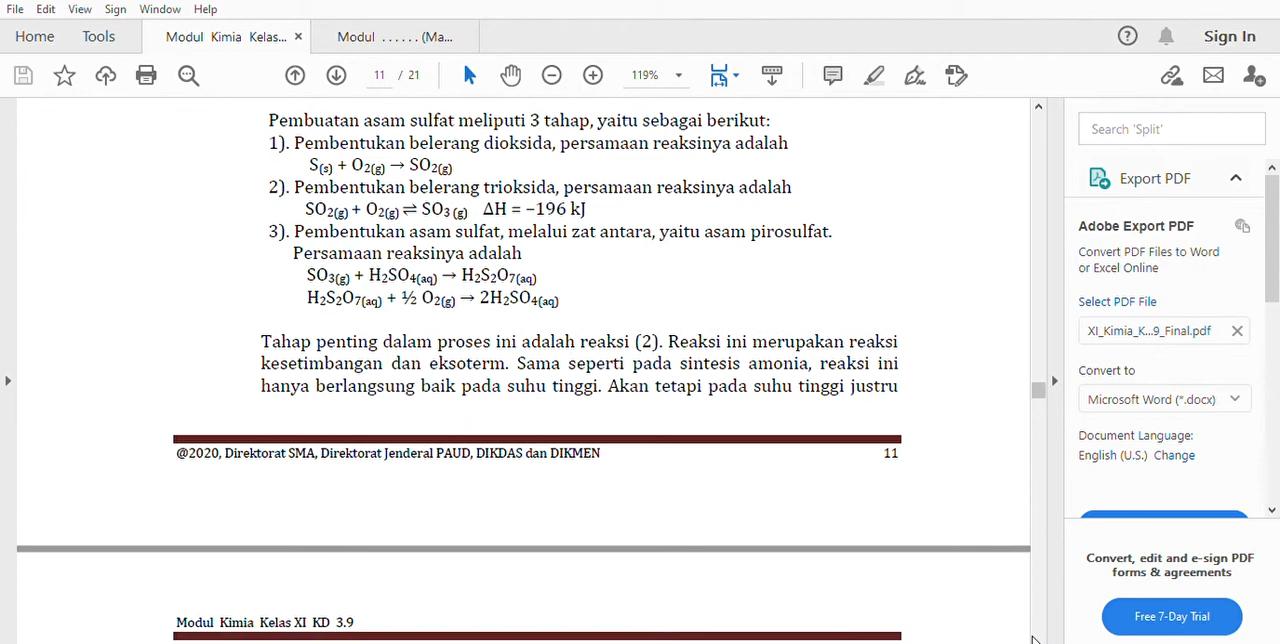 File Edit View Sign Window Help
Home Tools Modul Kimia Kelas... × Modul ...... (Ma... Sign In
11 / 21 119%
Pembuatan asam sulfat meliputi 3 tahap, yaitu sebagai berikut:
1). Pembentukan belerang dioksida, persamaan reaksinya adalah
S(s) + O2(g) → SO2(g)
2). Pembentukan belerang trioksida, persamaan reaksinya adalah
SO2(g) + O2(g) ⇌ SO3 (g) ΔH = −196 kJ
3). Pembentukan asam sulfat, melalui zat antara, yaitu asam pirosulfat.
Persamaan reaksinya adalah
SO3(g) + H2SO4(aq) → H2S2O7(aq)
H2S2O7(aq) + ½ O2(g) → 2H2SO4(aq)
Tahap penting dalam proses ini adalah reaksi (2). Reaksi ini merupakan reaksi
kesetimbangan dan eksoterm. Sama seperti pada sintesis amonia, reaksi ini
hanya berlangsung baik pada suhu tinggi. Akan tetapi pada suhu tinggi justru
@2020, Direktorat SMA, Direktorat Jenderal PAUD, DIKDAS dan DIKMEN 11
Modul Kimia Kelas XI KD 3.9
Search 'Split'
Export PDF
Adobe Export PDF
Convert PDF Files to Word
or Excel Online
Select PDF File
XI_Kimia_K...9_Final.pdf
Convert to
Microsoft Word (*.docx)
Document Language:
English (U.S.) Change
Convert, edit and e-sign PDF
forms & agreements
Free 7-Day Trial